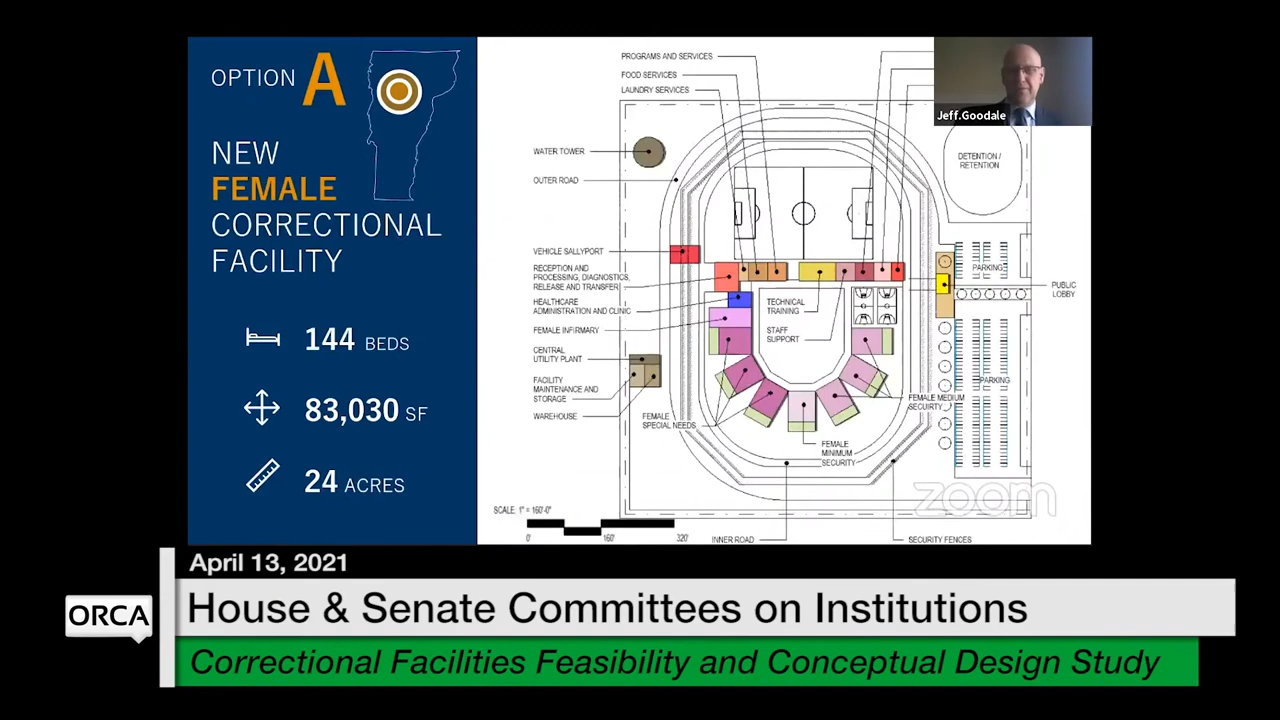 OPTION A
NEW
FEMALE
CORRECTIONAL
FACILITY
144 BEDS
83,030 SF
24 ACRES
PROGRAMS AND SERVICES
FOOD SERVICES
LAUNDRY SERVICES
WATER TOWER
OUTER ROAD
VEHICLE SALLYPORT
RECEPTION AND
PROCESSING, DIAGNOSTICS,
RELEASE AND TRANSFER
HEALTHCARE
ADMINISTRATION AND CLINIC
FEMALE INFIRMARY
CENTRAL
UTILITY PLANT
FACILITY
MAINTENANCE AND
STORAGE
WAREHOUSE
FEMALE
SPECIAL NEEDS
TECHNICAL
TRAINING
STAFF
SUPPORT
FEMALE
MINIMUM
SECURITY
FEMALE MEDIUM
SECUIRTY
Jeff.Goodale
DETENTION /
RETENTION
PARKING
PUBLIC
LOBBY
PARKING
zoom
SCALE: 1" = 160'-0"
0' 160' 320'
INNER ROAD
SECURITY FENCES
April 13, 2021
ORCA
House & Senate Committees on Institutions
Correctional Facilities Feasibility and Conceptual Design Study